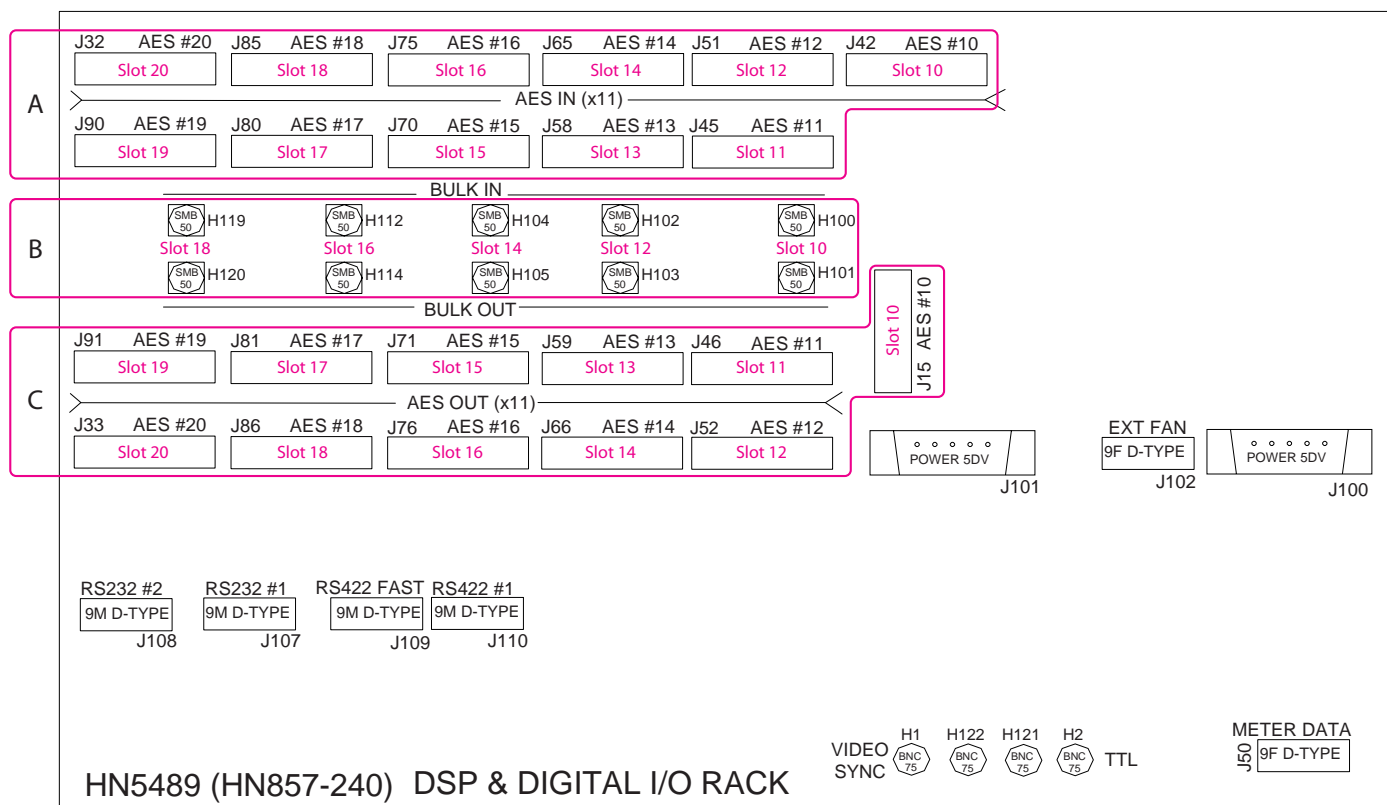 J32 AES #20 J85 AES #18 J75 AES #16 J65 AES #14 J51 AES #12 J42 AES #10
Slot 20 Slot 18 Slot 16 Slot 14 Slot 12 Slot 10
A
AES IN (x11)
J90 AES #19 J80 AES #17 J70 AES #15 J58 AES #13 J45 AES #11
Slot 19 Slot 17 Slot 15 Slot 13 Slot 11
BULK IN
SMB 50 H119 SMB 50 H112 SMB 50 H104 SMB 50 H102 SMB 50 H100
B
Slot 18 Slot 16 Slot 14 Slot 12 Slot 10
SMB 50 H120 SMB 50 H114 SMB 50 H105 SMB 50 H103 SMB 50 H101
BULK OUT
Slot 10
J15 AES #10
J91 AES #19 J81 AES #17 J71 AES #15 J59 AES #13 J46 AES #11
Slot 19 Slot 17 Slot 15 Slot 13 Slot 11
C
AES OUT (x11)
J33 AES #20 J86 AES #18 J76 AES #16 J66 AES #14 J52 AES #12
Slot 20 Slot 18 Slot 16 Slot 14 Slot 12
POWER 5DV
J101
EXT FAN
9F D-TYPE
J102
POWER 5DV
J100
RS232 #2 RS232 #1 RS422 FAST RS422 #1
9M D-TYPE 9M D-TYPE 9M D-TYPE 9M D-TYPE
J108 J107 J109 J110
H1 H122 H121 H2
VIDEO SYNC
BNC 75 BNC 75 BNC 75 BNC 75
TTL
METER DATA
J50 9F D-TYPE
HN5489 (HN857-240) DSP & DIGITAL I/O RACK